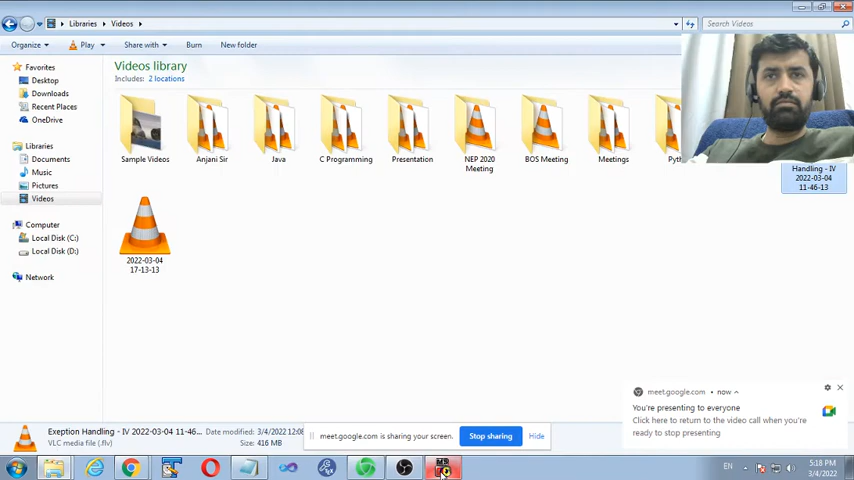 Libraries ▸ Videos ▸
Search Videos
Organize ▾ Play ▾ Share with ▾ Burn New folder
Favorites
Desktop
Downloads
Recent Places
OneDrive
Libraries
Documents
Music
Pictures
Videos
Computer
Local Disk (C:)
Local Disk (D:)
Network
Videos library
Includes: 2 locations
Sample Videos
Anjani Sir
Java
C Programming
Presentation
NEP 2020
Meeting
BOS Meeting
Meetings
Handling - IV
2022-03-04
11-46-13
2022-03-04
17-13-13
meet.google.com • now
You're presenting to everyone
Click here to return to the video call when you're
ready to stop presenting
Exeption Handling - IV 2022-03-04 11-46... Date modified: 3/4/2022 12:08
VLC media file (.flv) Size: 416 MB
meet.google.com is sharing your screen. Stop sharing Hide
EN
5:18 PM
3/4/2022